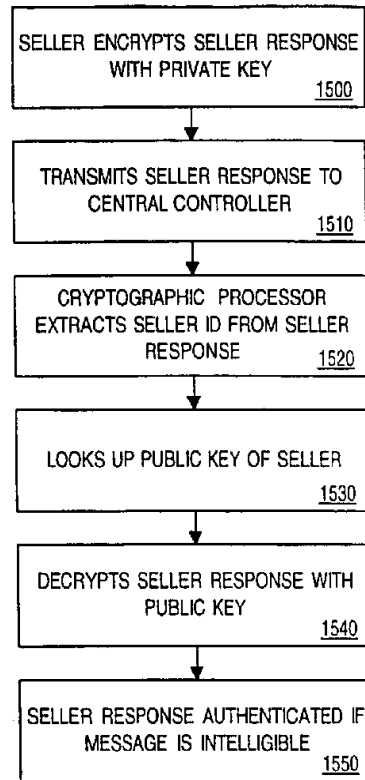 SELLER ENCRYPTS SELLER RESPONSE
WITH PRIVATE KEY
1500
TRANSMITS SELLER RESPONSE TO
CENTRAL CONTROLLER
1510
CRYPTOGRAPHIC PROCESSOR
EXTRACTS SELLER ID FROM SELLER
RESPONSE
1520
LOOKS UP PUBLIC KEY OF SELLER
1530
DECRYPTS SELLER RESPONSE WITH
PUBLIC KEY
1540
SELLER RESPONSE AUTHENTICATED IF
MESSAGE IS INTELLIGIBLE
1550